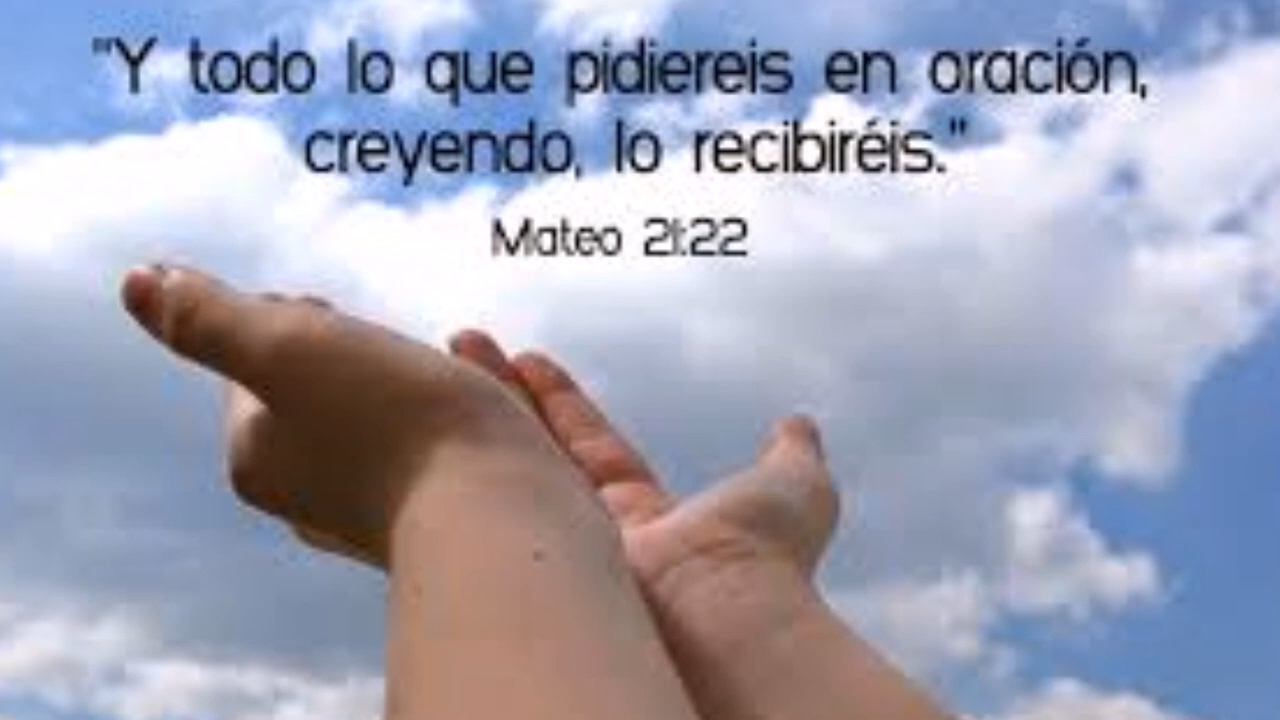 "Y todo lo que pidiereis en oración,
creyendo, lo recibiréis."
Mateo 21:22